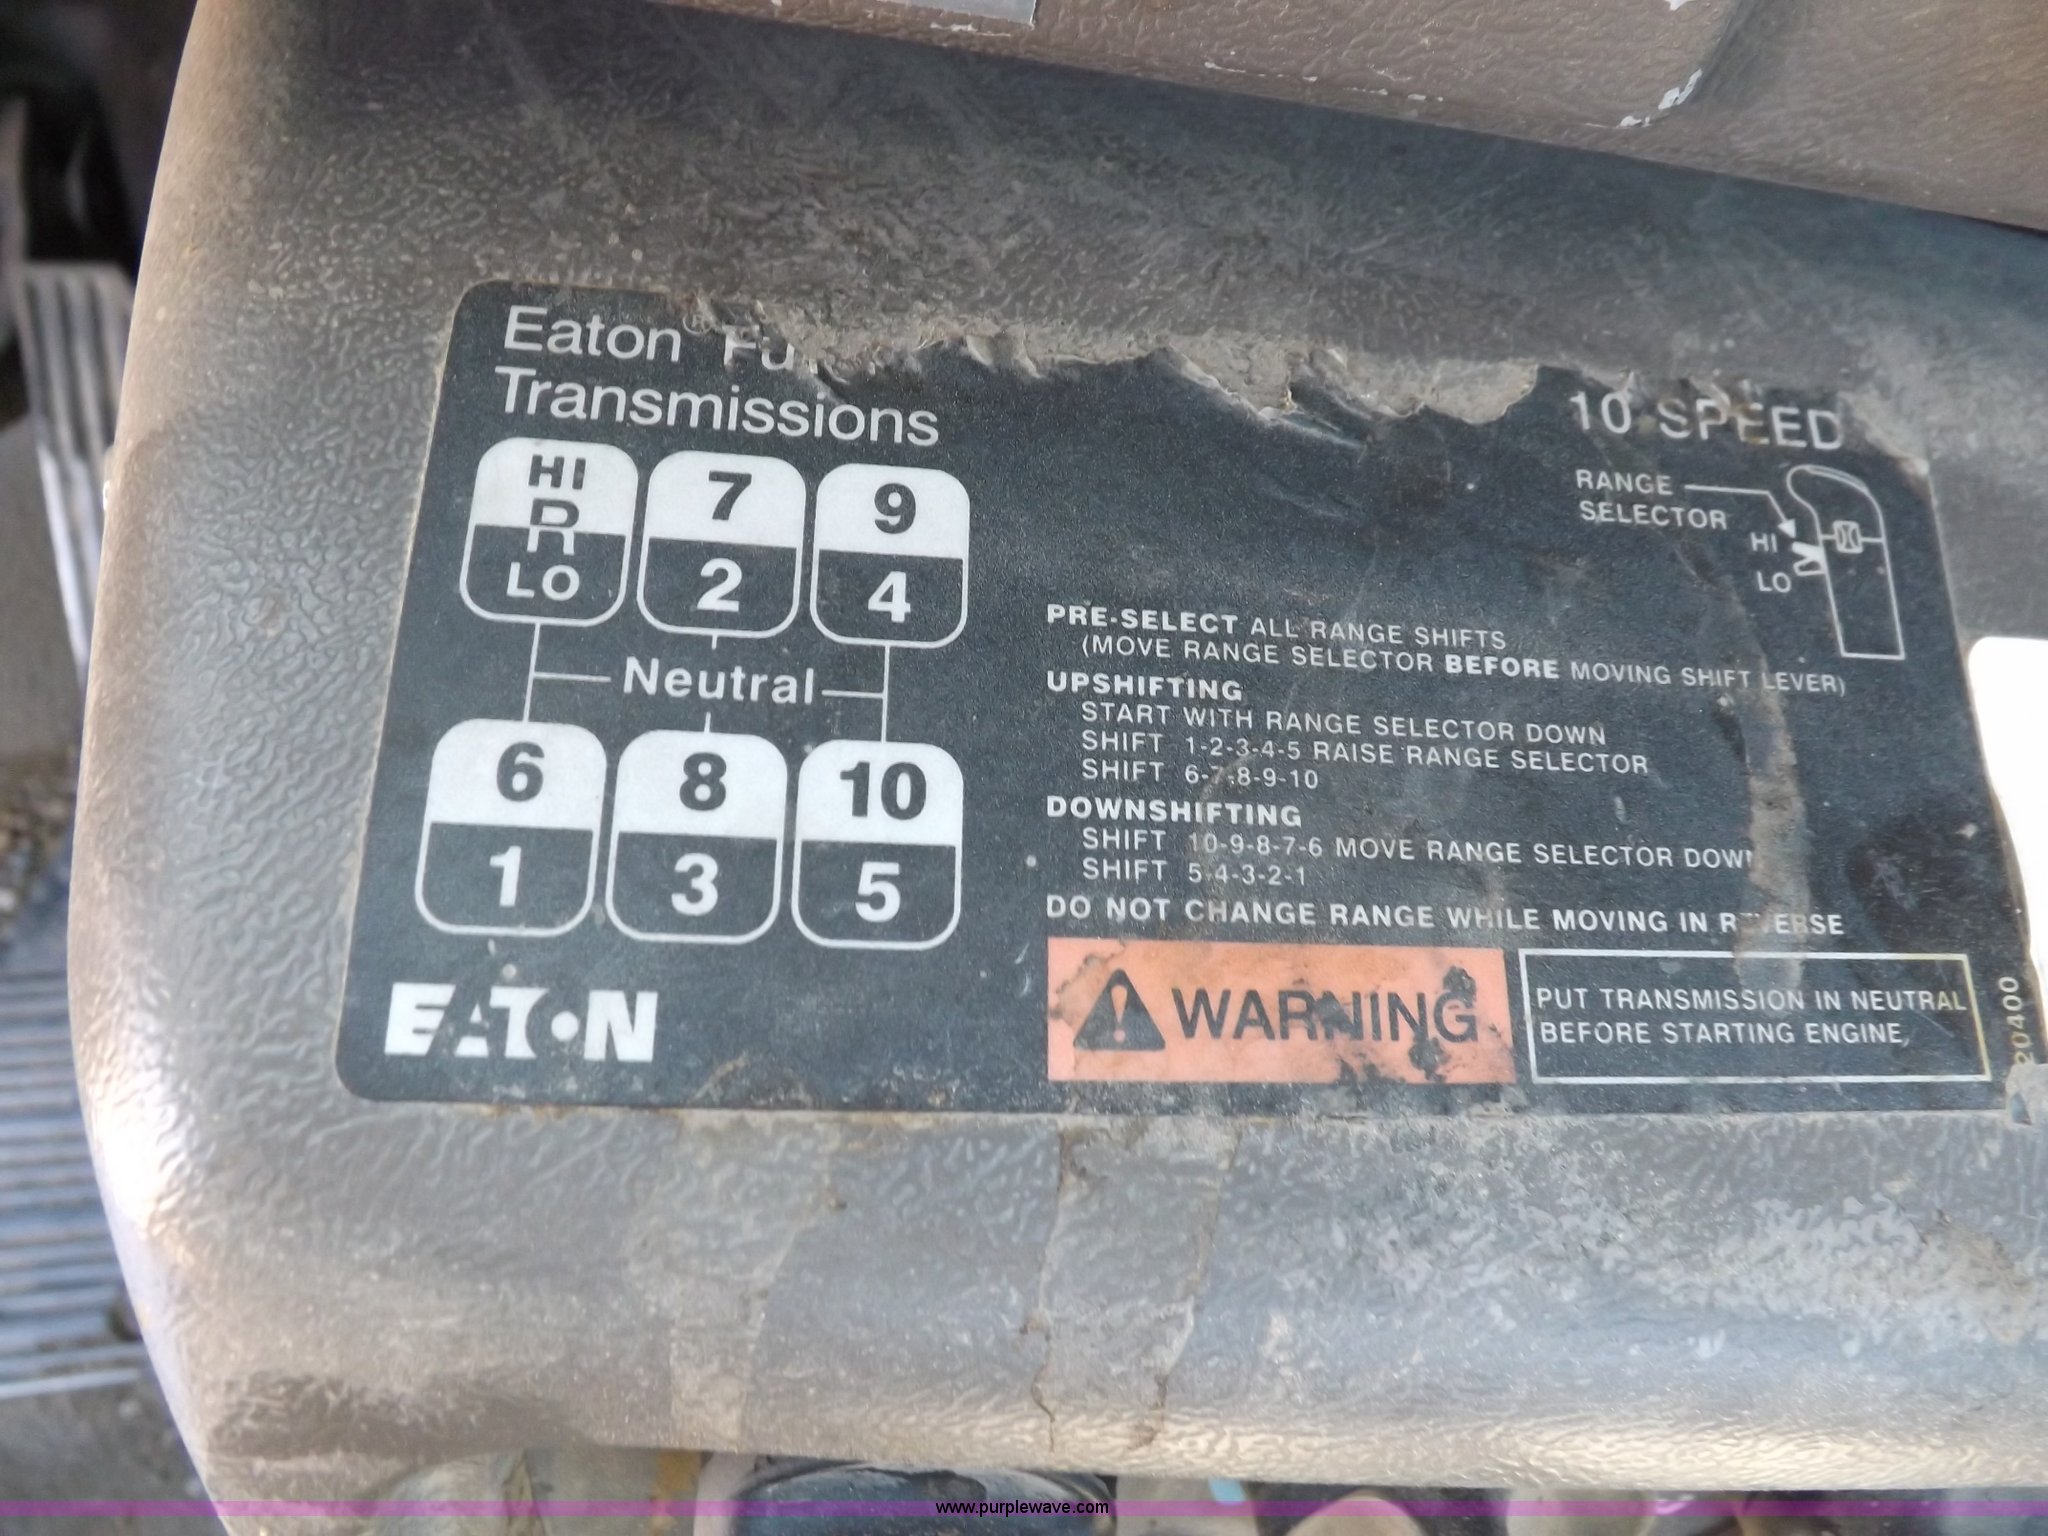 Eaton®
Transmissions
10 SPEED
HI
R
LO
7
2
9
4
Neutral
6
1
8
3
10
5
EATON
RANGE
SELECTOR
HI
LO
PRE-SELECT ALL RANGE SHIFTS
(MOVE RANGE SELECTOR BEFORE MOVING SHIFT LEVER)
UPSHIFTING
START WITH RANGE SELECTOR DOWN
SHIFT 1-2-3-4-5 RAISE RANGE SELECTOR
SHIFT 6-7-8-9-10
DOWNSHIFTING
SHIFT 10-9-8-7-6 MOVE RANGE SELECTOR DOWN
SHIFT 5-4-3-2-1
DO NOT CHANGE RANGE WHILE MOVING IN REVERSE
WARNING
PUT TRANSMISSION IN NEUTRAL
BEFORE STARTING ENGINE,
20400
www.purplewave.com